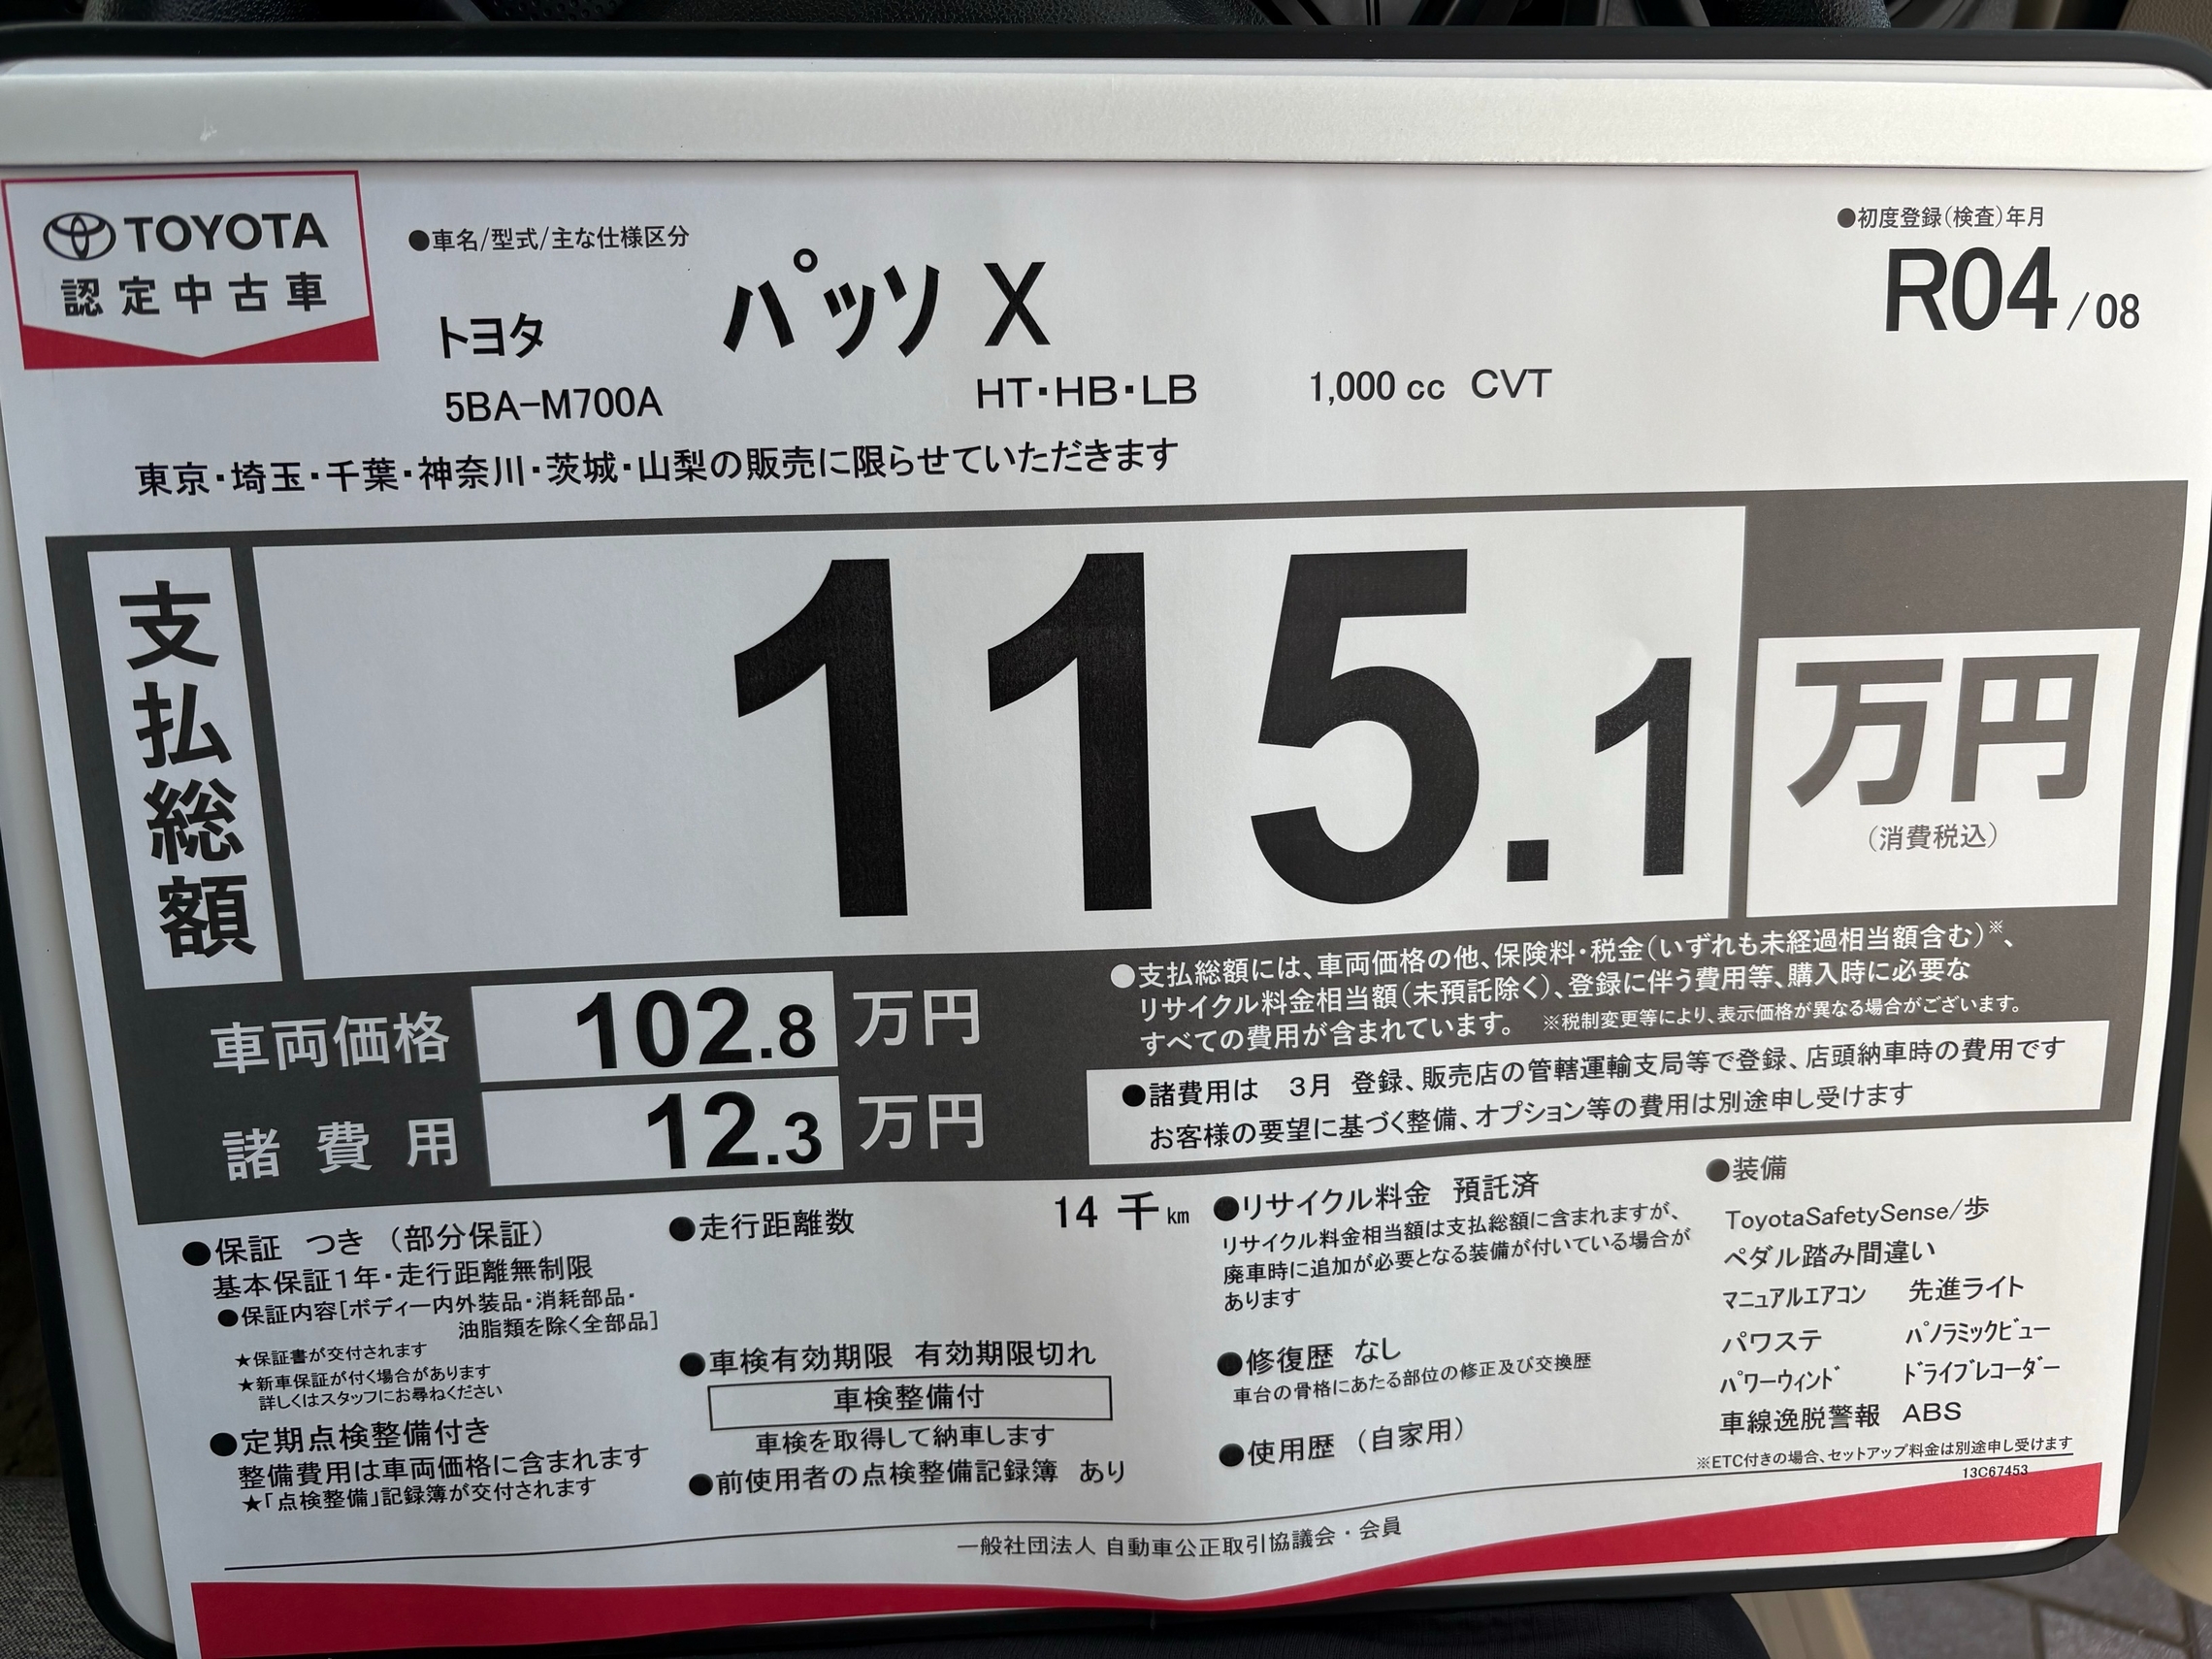 TOYOTA
認定中古車
●車名/型式/主な仕様区分
●初度登録(検査)年月
トヨタ パッソ X
R04/08
5BA-M700A HT・HB・LB 1,000 cc CVT
東京・埼玉・千葉・神奈川・茨城・山梨の販売に限らせていただきます
支払総額
115.1
万円
(消費税込)
車両価格 102.8 万円
諸費用 12.3 万円
●支払総額には、車両価格の他、保険料・税金(いずれも未経過相当額含む)※、
リサイクル料金相当額(未預託除く)、登録に伴う費用等、購入時に必要な
すべての費用が含まれています。 ※税制変更等により、表示価格が異なる場合がございます。
●諸費用は 3月 登録、販売店の管轄運輸支局等で登録、店頭納車時の費用です
お客様の要望に基づく整備、オプション等の費用は別途申し受けます
●保証 つき (部分保証)
基本保証1年・走行距離無制限
●保証内容[ボディー内外装品・消耗部品・
油脂類を除く全部品]
★保証書が交付されます
★新車保証が付く場合があります
詳しくはスタッフにお尋ねください
●定期点検整備付き
整備費用は車両価格に含まれます
★「点検整備」記録簿が交付されます
●走行距離数 14 千km
●車検有効期限 有効期限切れ
車検整備付
車検を取得して納車します
●前使用者の点検整備記録簿 あり
●リサイクル料金 預託済
リサイクル料金相当額は支払総額に含まれますが、
廃車時に追加が必要となる装備が付いている場合が
あります
●修復歴 なし
車台の骨格にあたる部位の修正及び交換歴
●使用歴 (自家用)
●装備
ToyotaSafetySense/歩
ペダル踏み間違い
マニュアルエアコン 先進ライト
パワステ パノラミックビュー
パワーウィンド ドライブレコーダー
車線逸脱警報 ABS
※ETC付きの場合、セットアップ料金は別途申し受けます
13C67453
一般社団法人 自動車公正取引協議会・会員